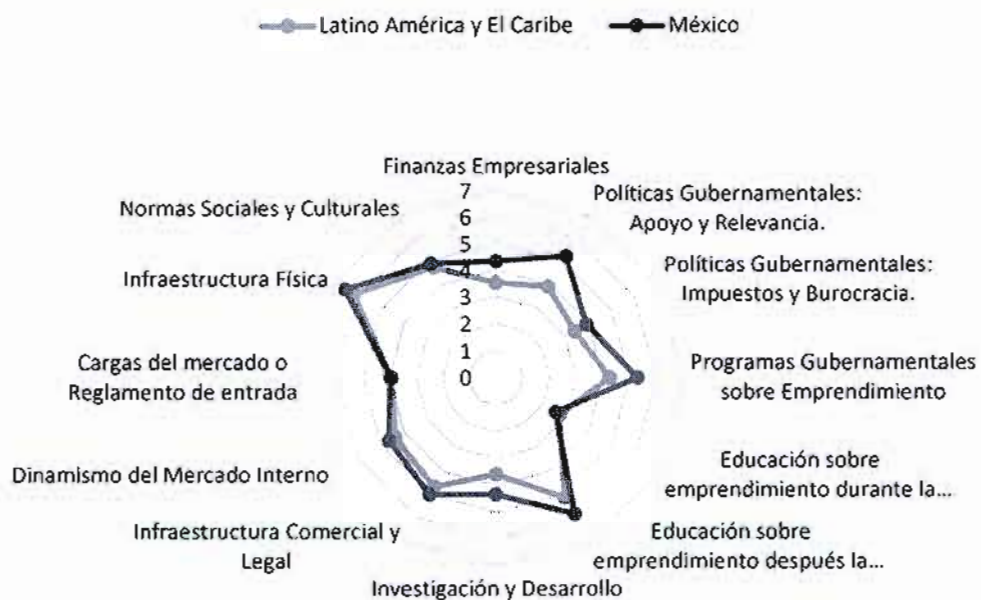 Latino América y El Caribe
México
Finanzas Empresariales
7
6
5
4
3
2
1
0
Políticas Gubernamentales:
Apoyo y Relevancia.
Políticas Gubernamentales:
Impuestos y Burocracia.
Programas Gubernamentales
sobre Emprendimiento
Educación sobre
emprendimiento durante la...
Educación sobre
emprendimiento después la...
Investigación y Desarrollo
Infraestructura Comercial y
Legal
Dinamismo del Mercado Interno
Cargas del mercado o
Reglamento de entrada
Infraestructura Física
Normas Sociales y Culturales